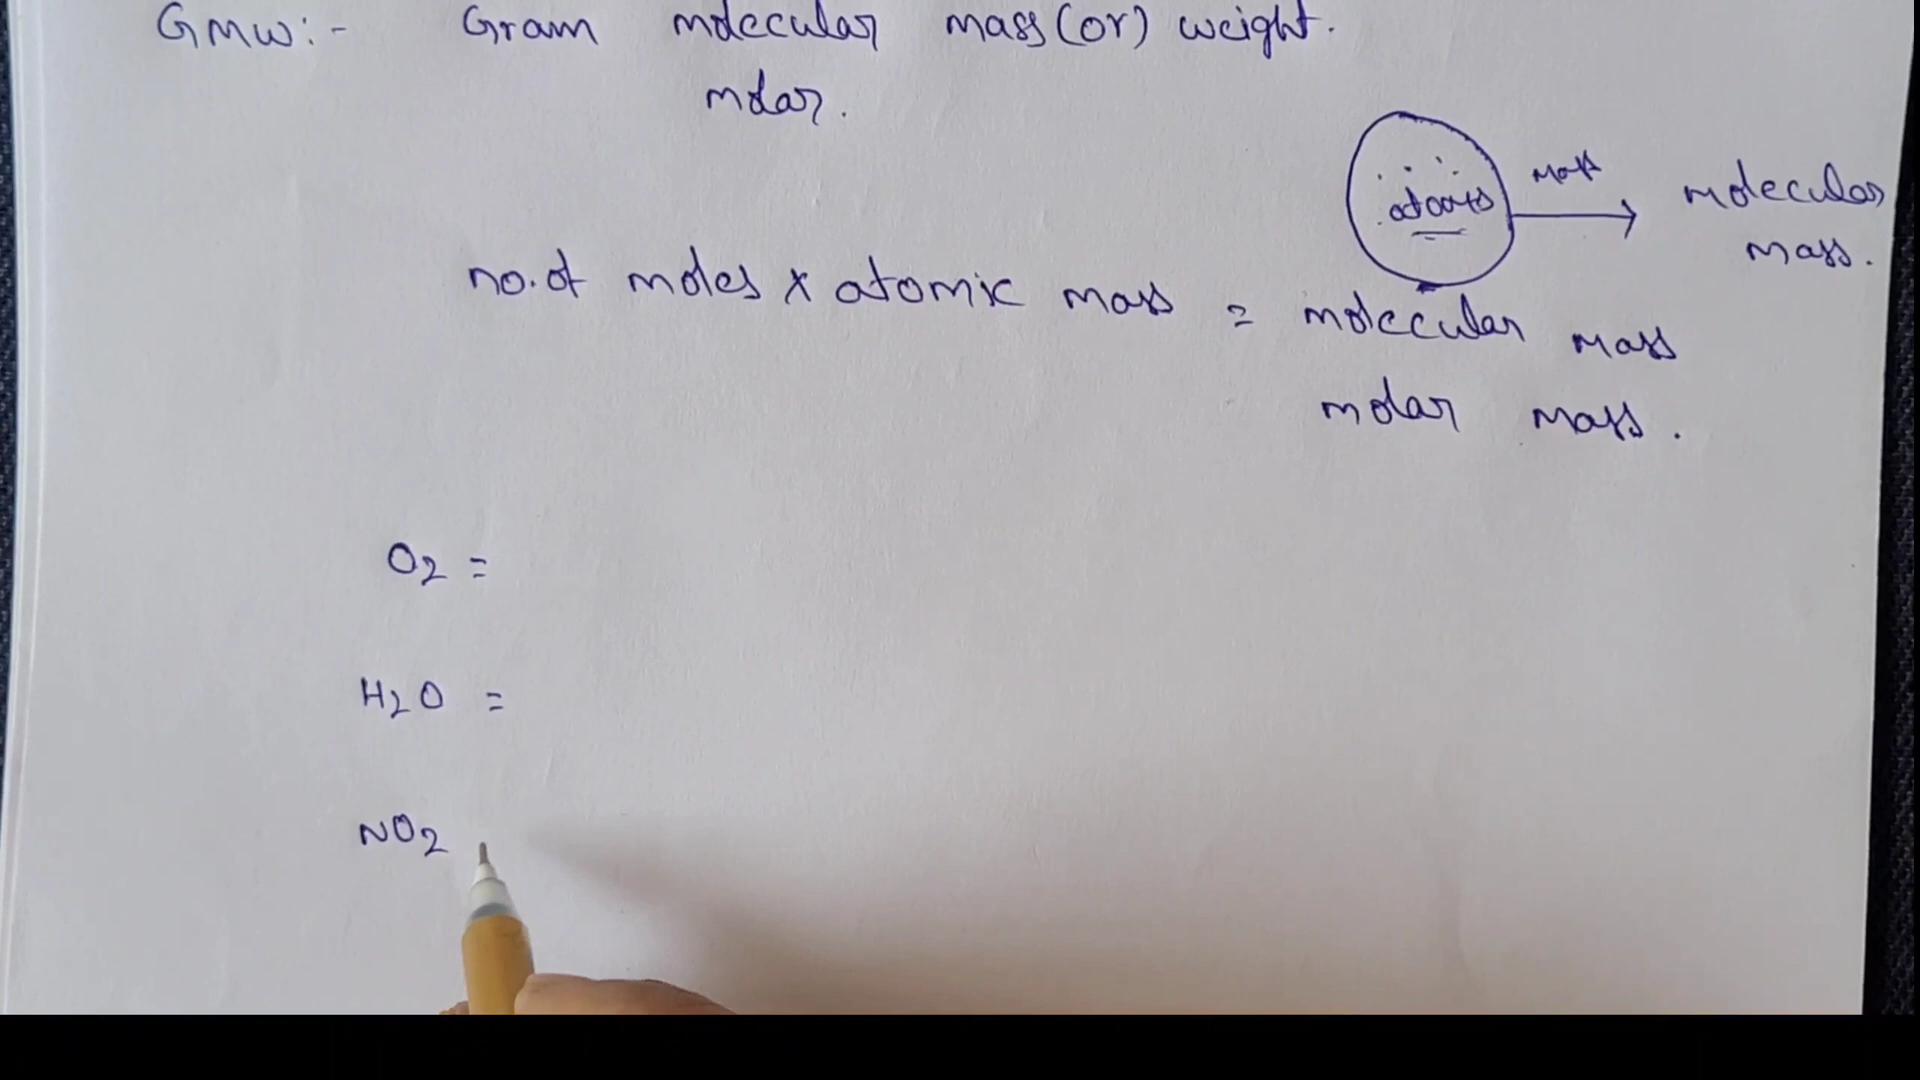 GMW:- Gram molecular mass (or) weight.
molar.
atoms
mass
molecular
mass.
no. of moles x atomic mass = molecular mass
molar mass.
O2 =
H2O =
NO2